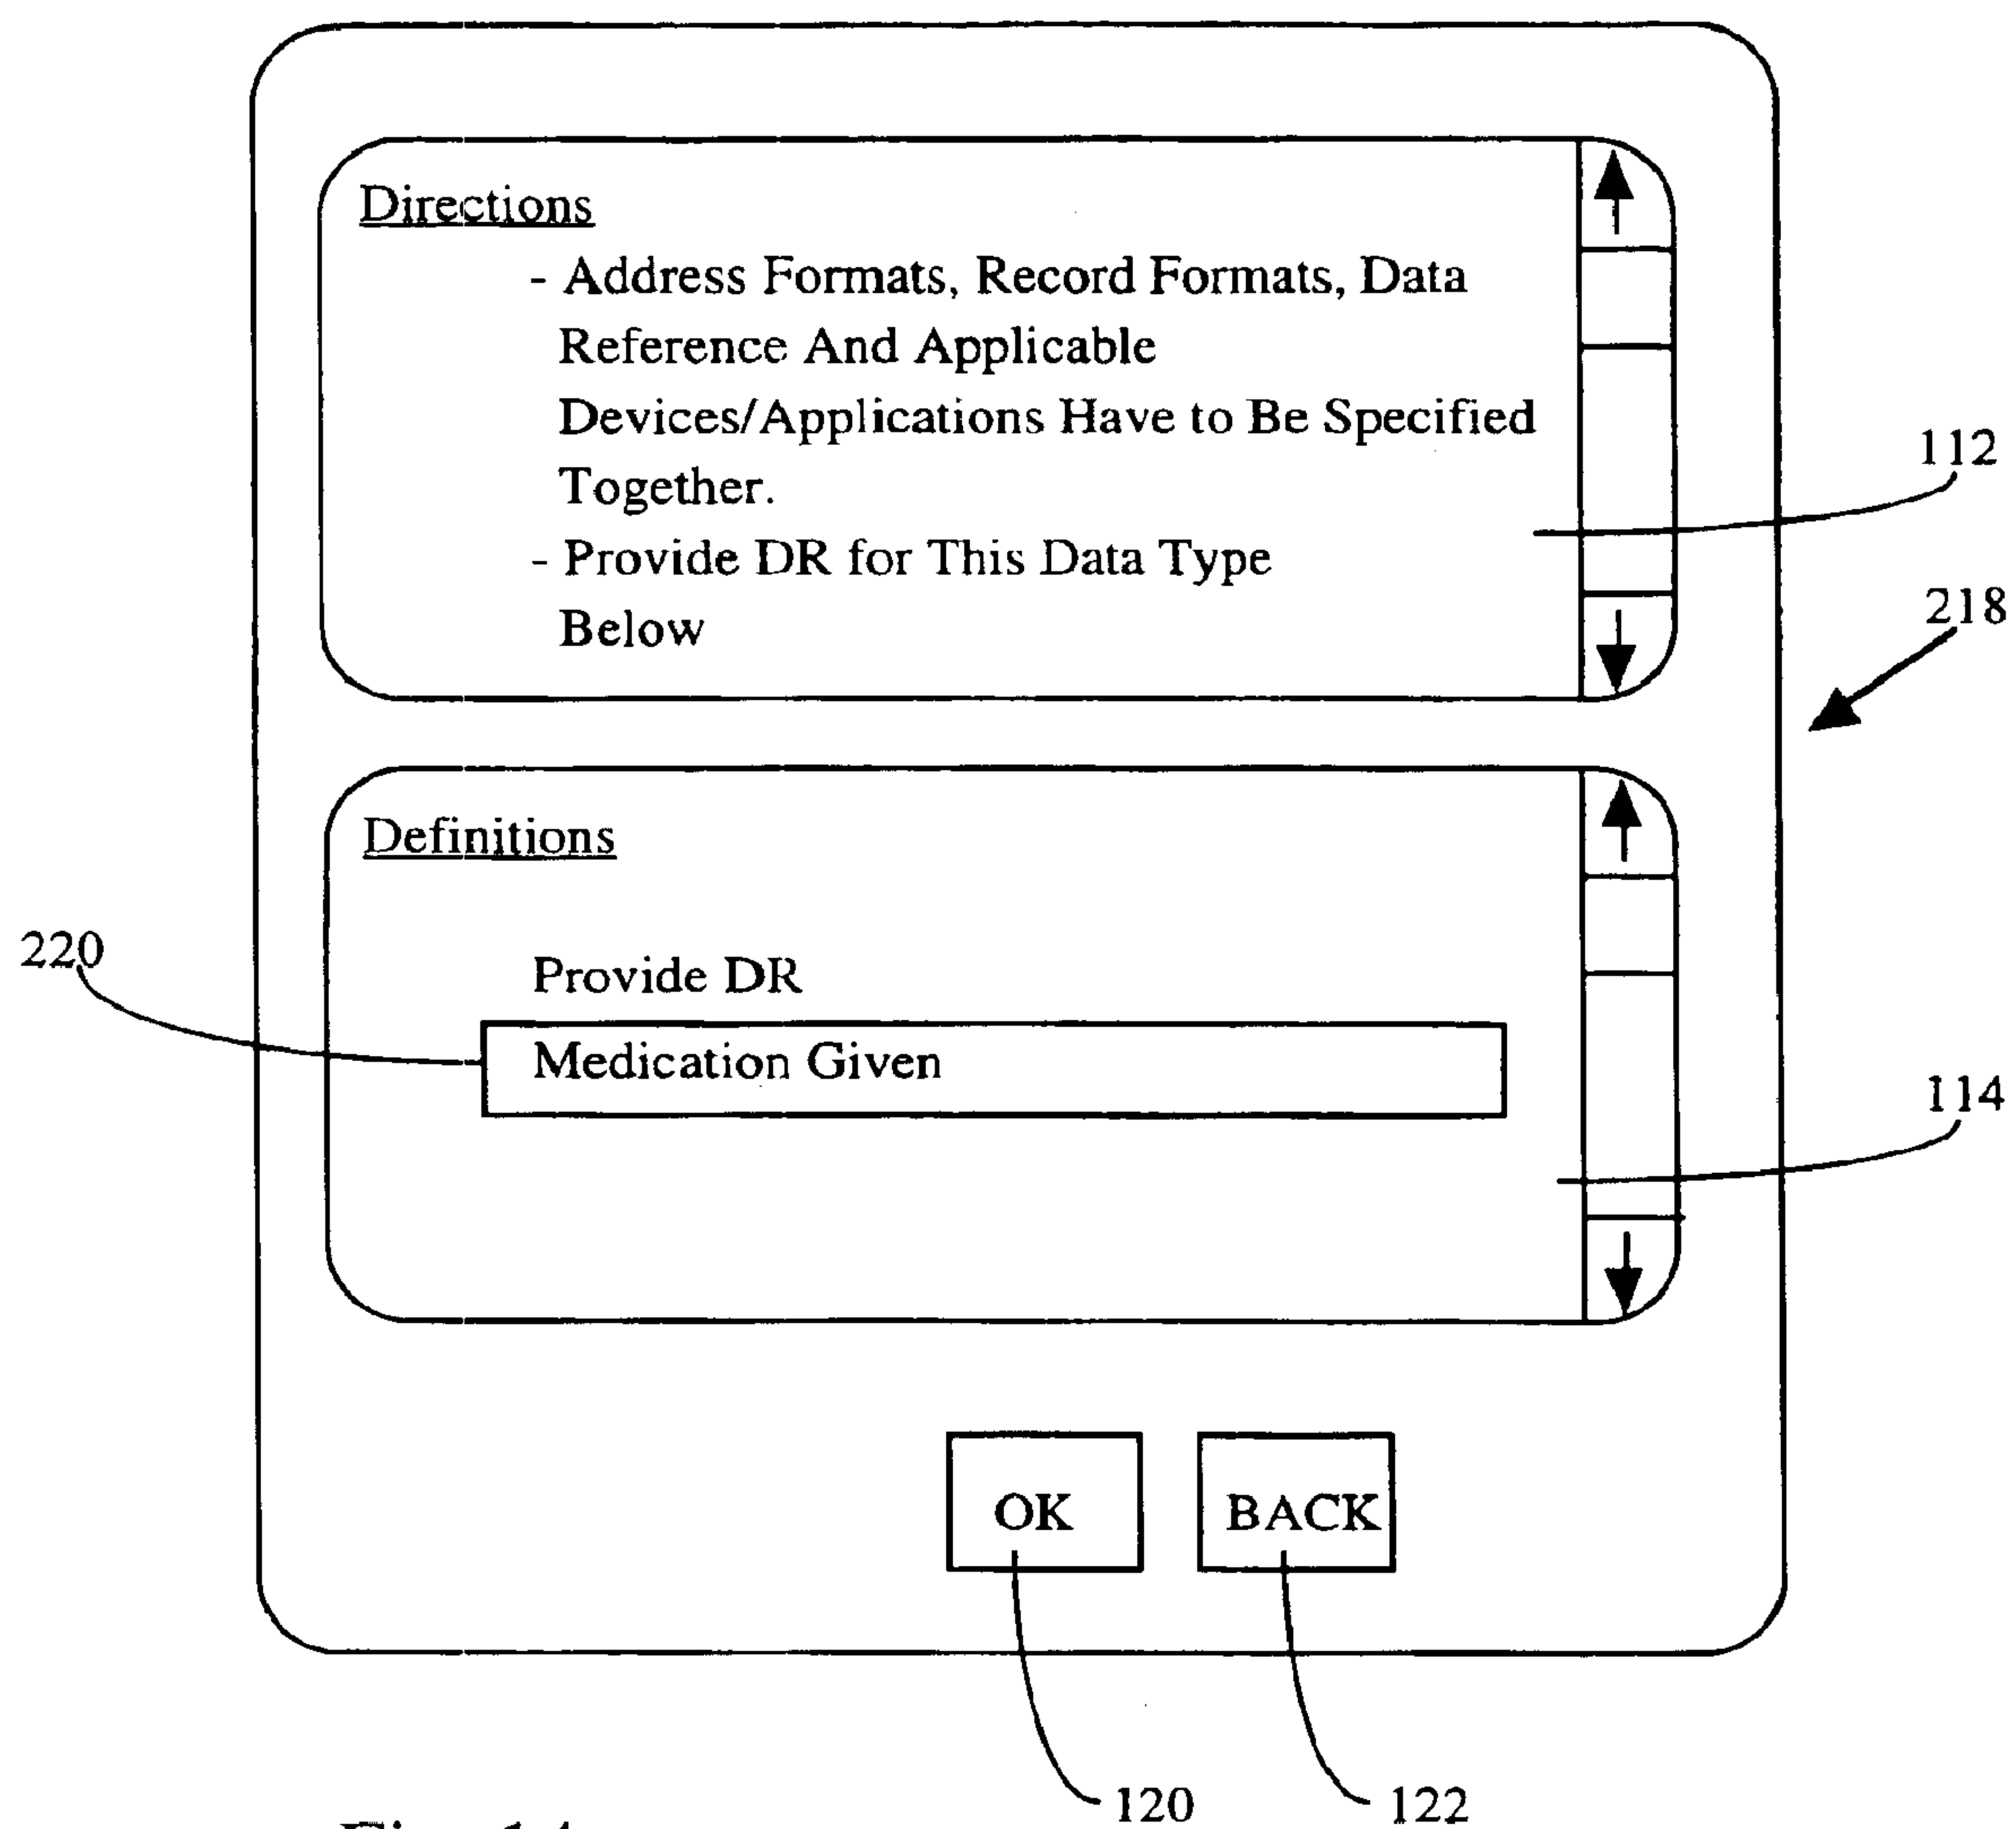 Directions
- Address Formats, Record Formats, Data
Reference And Applicable
Devices/Applications Have to Be Specified
Together.
- Provide DR for This Data Type
Below
112
218
Definitions
220
Provide DR
Medication Given
114
OK
BACK
120
122